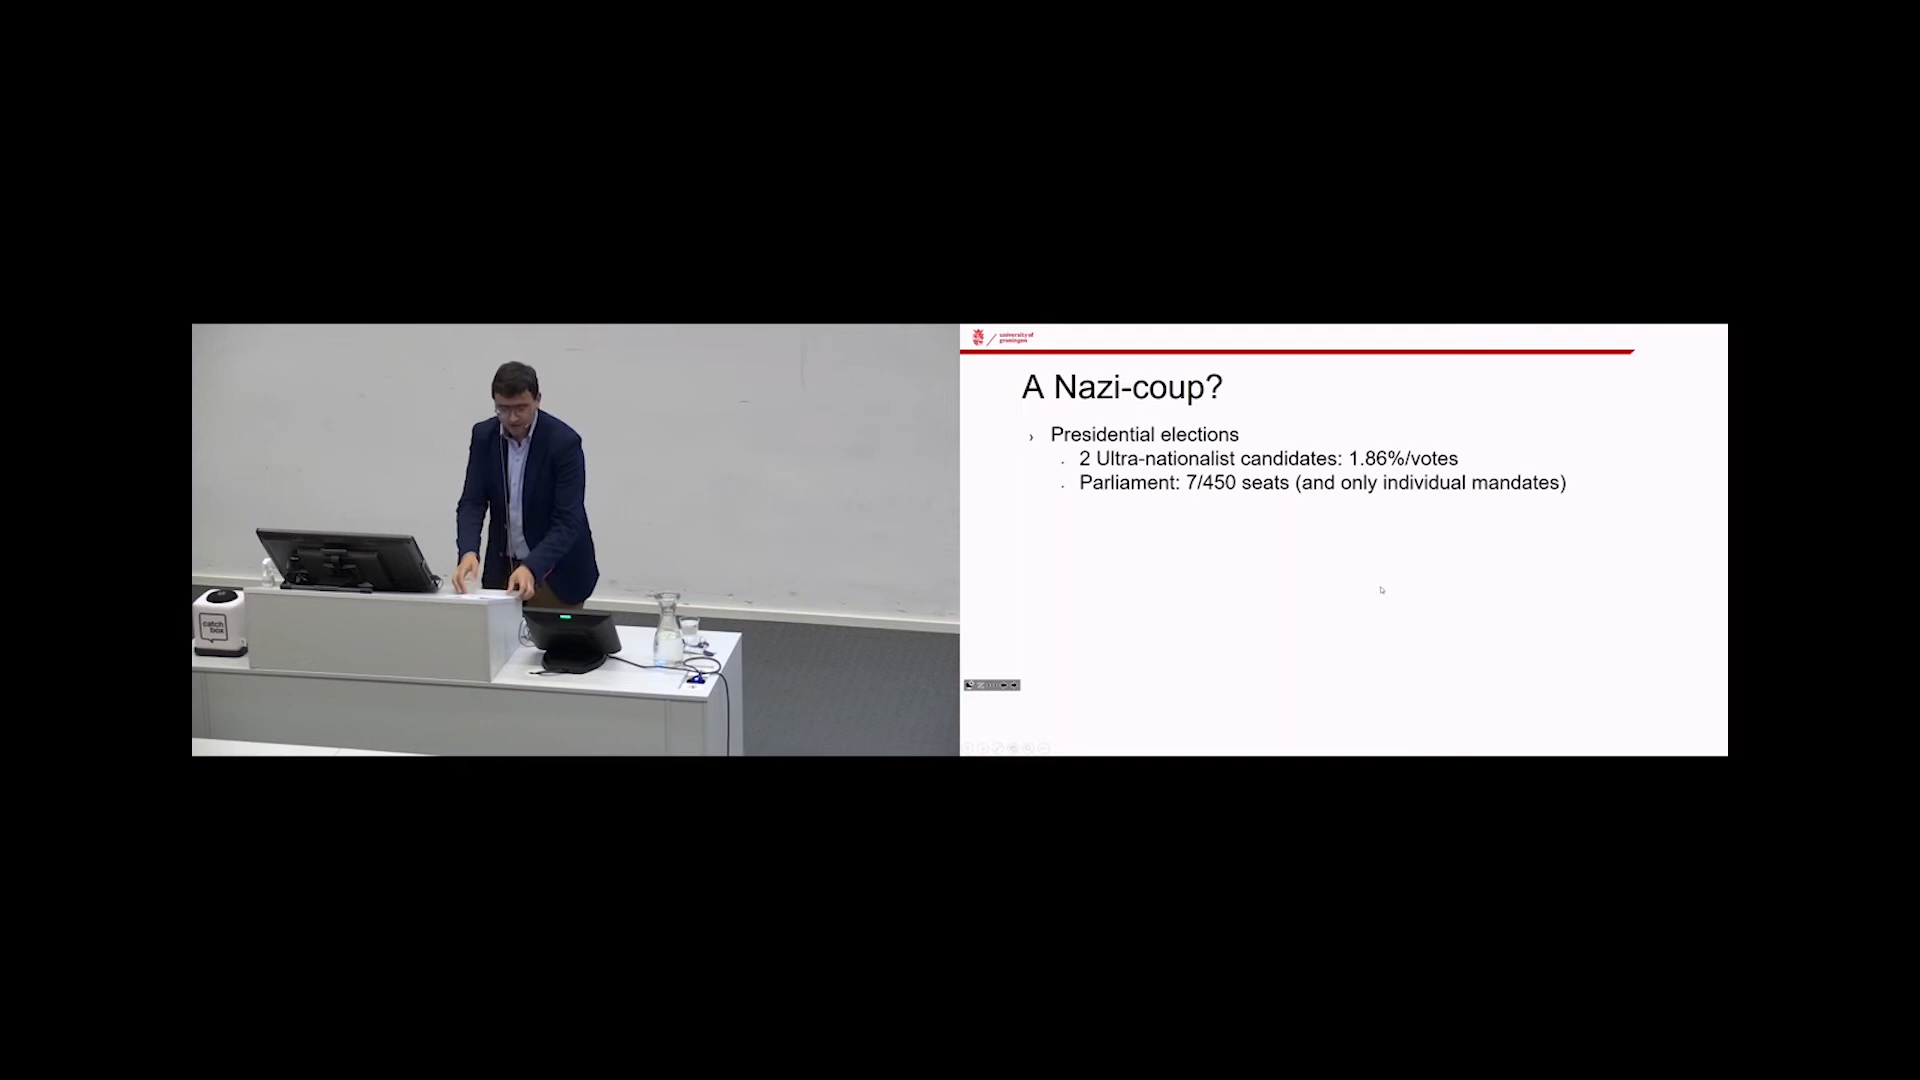 catch
box
university of
groningen
A Nazi-coup?
› Presidential elections
· 2 Ultra-nationalist candidates: 1.86%/votes
· Parliament: 7/450 seats (and only individual mandates)